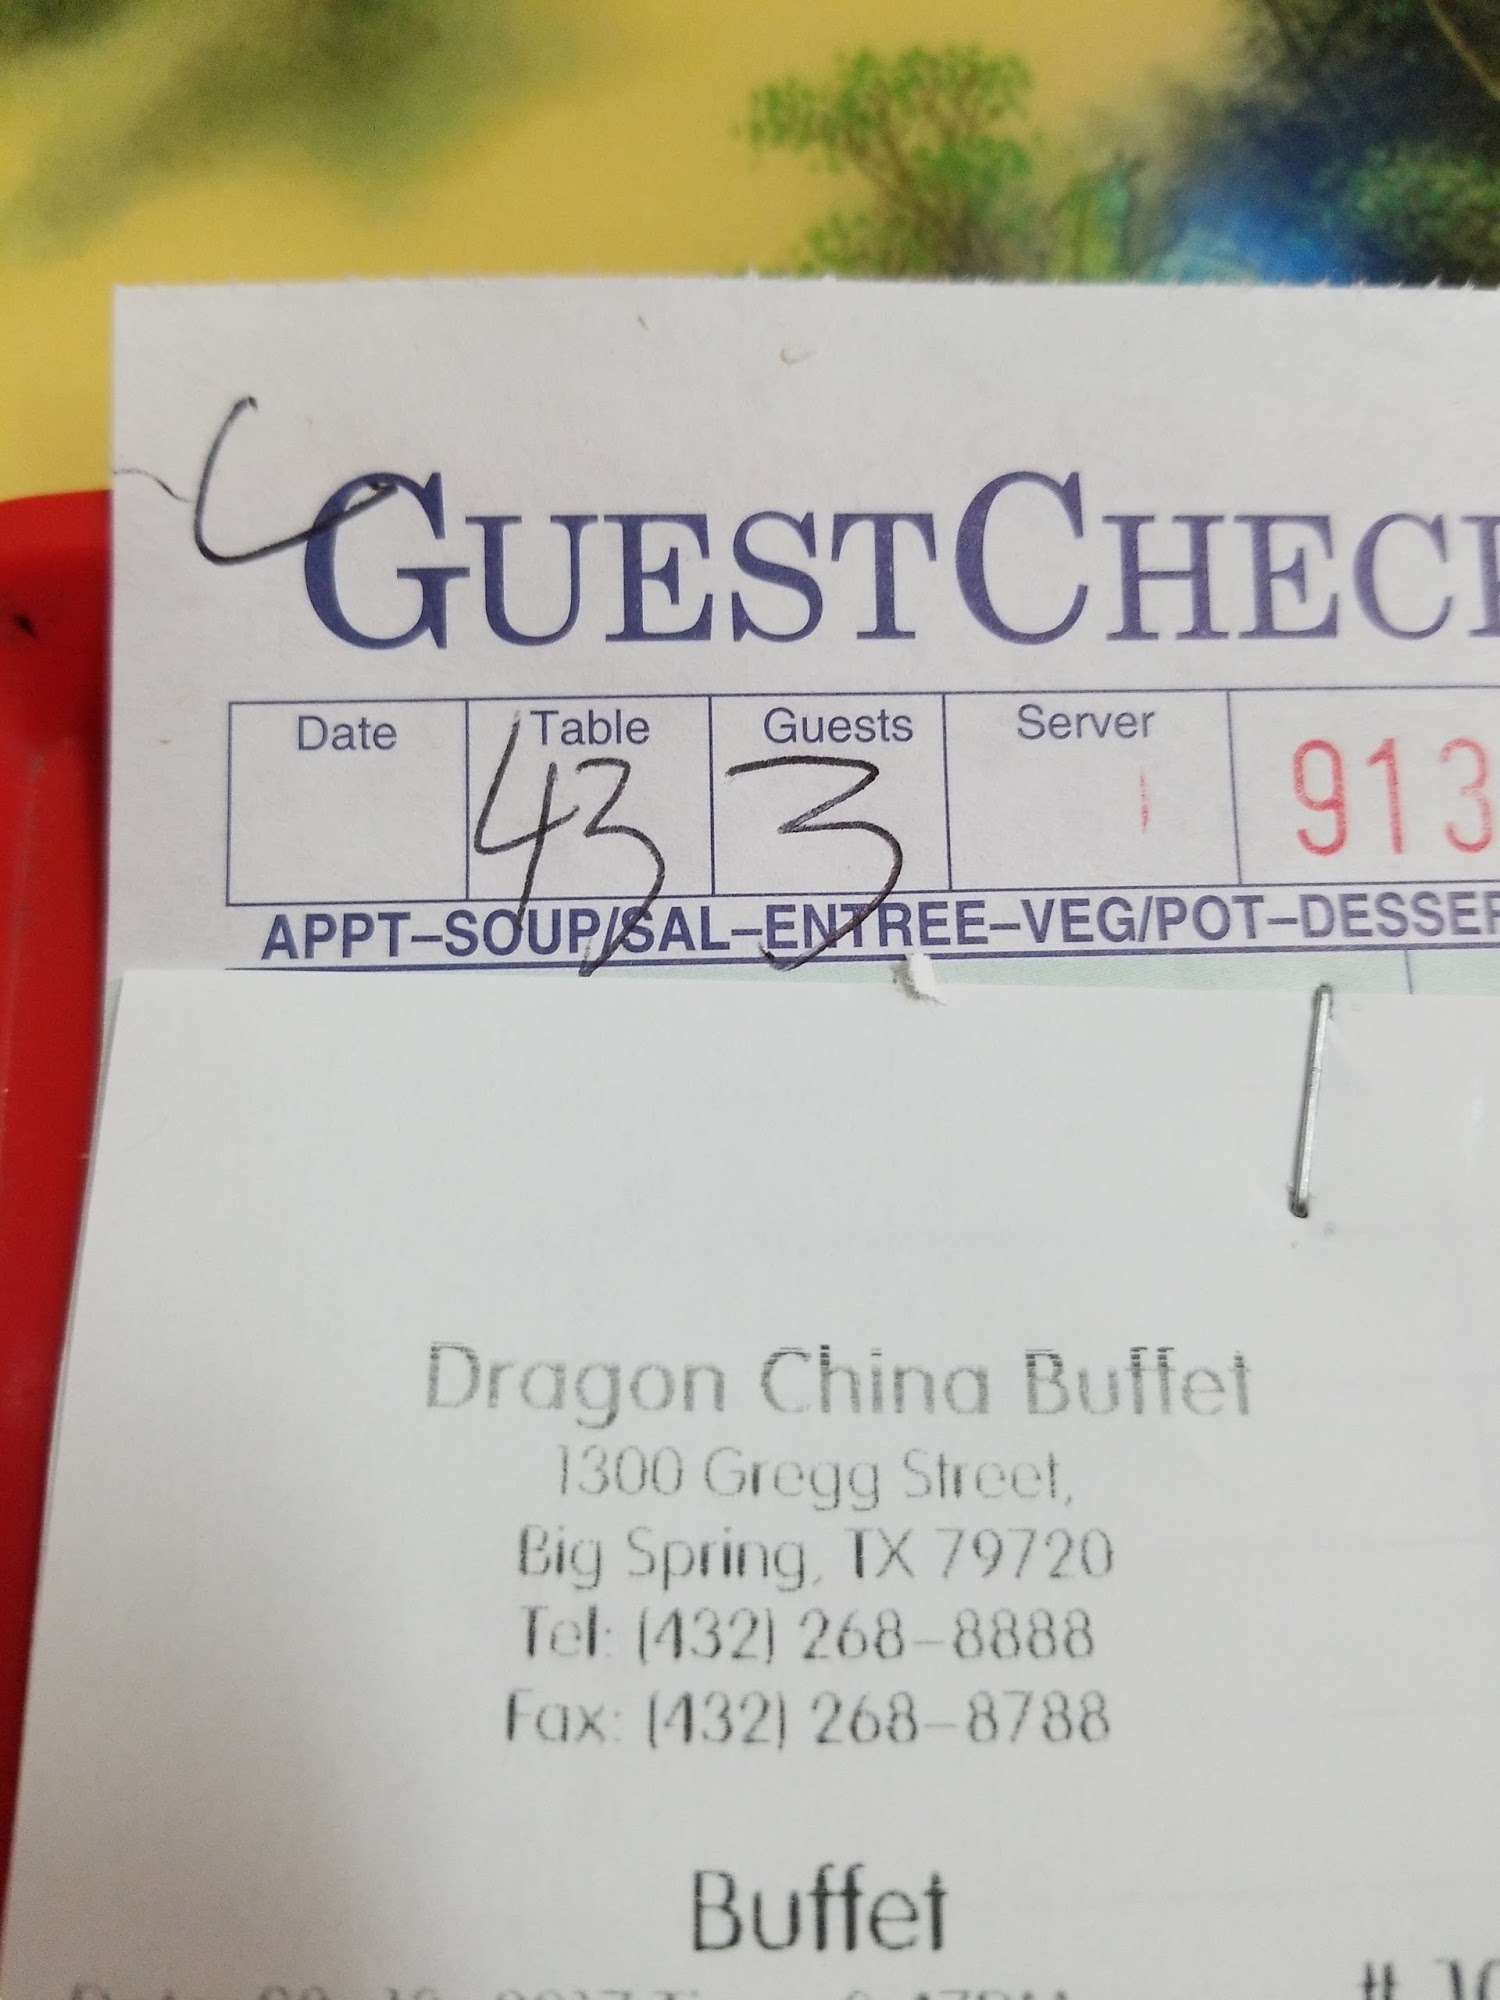 C
GUESTCHEC
Date Table Guests Server
43 3 913
APPT–SOUP/SAL–ENTREE–VEG/POT–DESSER
Dragon China Buffet
1300 Gregg Street,
Big Spring, TX 79720
Tel: (432) 268-8888
Fax: (432) 268-8788
Buffet